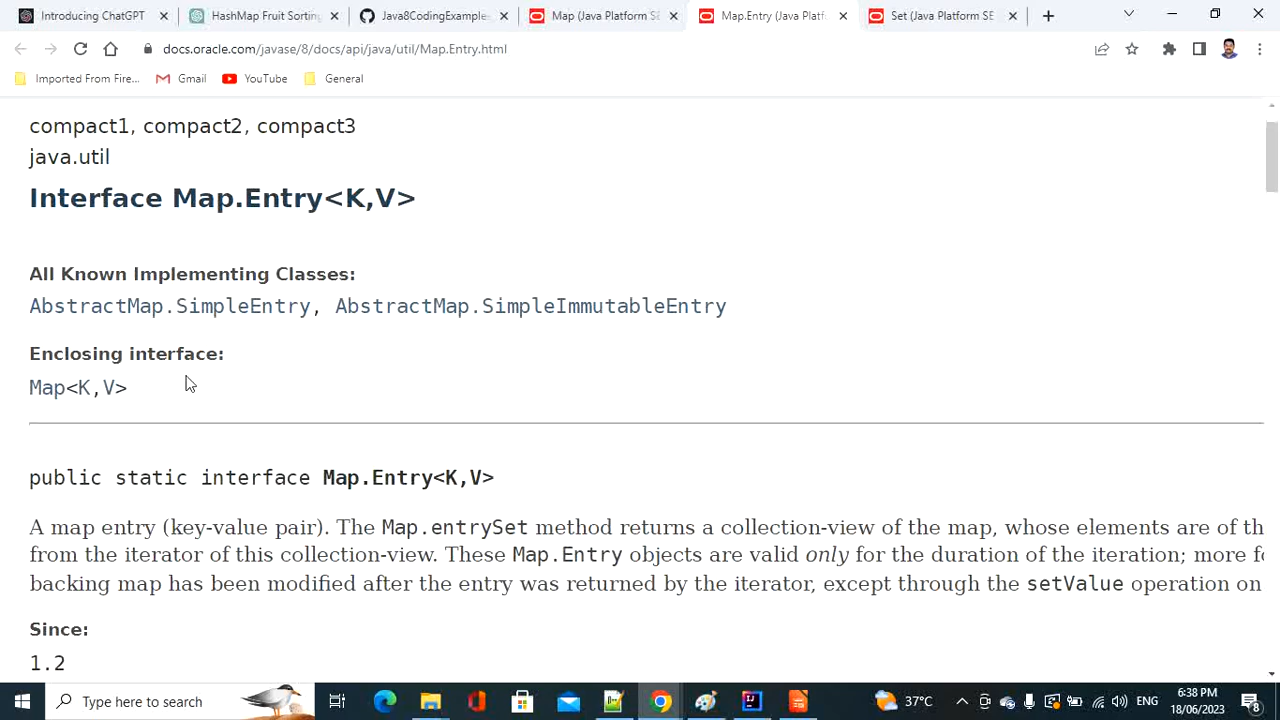 Introducing ChatGPT
HashMap Fruit Sorting
Java8CodingExample
Map (Java Platform SE
Map.Entry (Java Platf
Set (Java Platform SE
docs.oracle.com/javase/8/docs/api/java/util/Map.Entry.html
Imported From Fire...
Gmail
YouTube
General
compact1, compact2, compact3
java.util
Interface Map.Entry<K,V>
All Known Implementing Classes:
AbstractMap.SimpleEntry, AbstractMap.SimpleImmutableEntry
Enclosing interface:
Map<K,V>
public static interface Map.Entry<K,V>
A map entry (key-value pair). The Map.entrySet method returns a collection-view of the map, whose elements are of th
from the iterator of this collection-view. These Map.Entry objects are valid only for the duration of the iteration; more fo
backing map has been modified after the entry was returned by the iterator, except through the setValue operation on
Since:
1.2
Type here to search
37°C
ENG
6:38 PM
18/06/2023
8